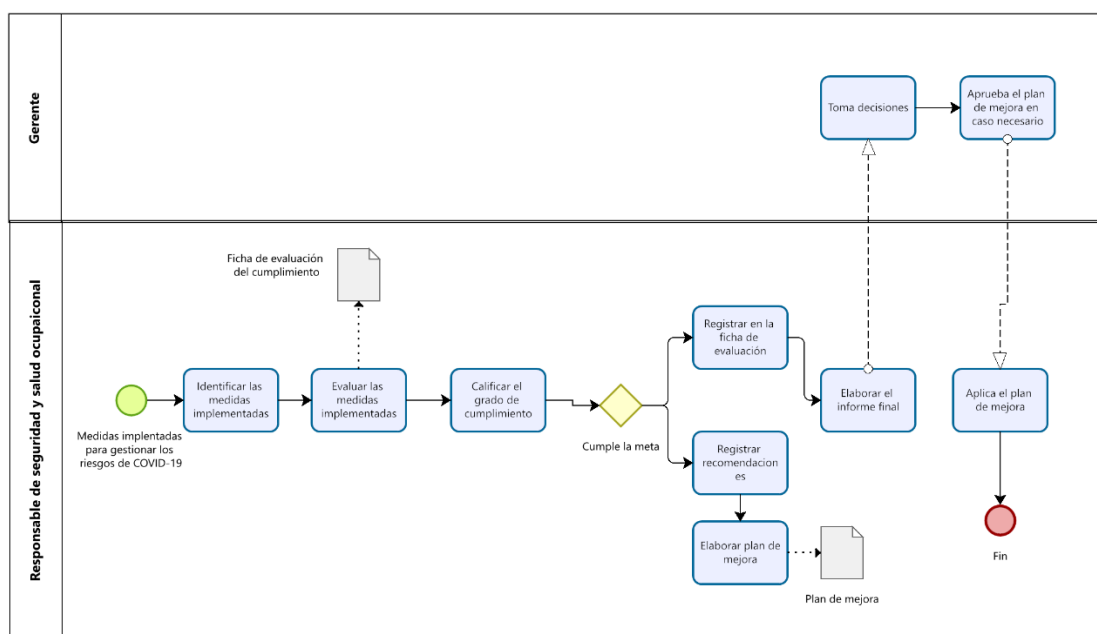 Gerente
Toma decisiones
Aprueba el plan
de mejora en
caso necesario
Responsable de seguridad y salud ocupaiconal
Ficha de evaluación
del cumplimiento
Medidas implentadas
para gestionar los
riesgos de COVID-19
Identificar las
medidas
implementadas
Evaluar las
medidas
implementadas
Calificar el
grado de
cumplimiento
Cumple la meta
Registrar en la
ficha de
evaluación
Registrar
recomendacion
es
Elaborar plan de
mejora
Plan de mejora
Elaborar el
informe final
Aplica el plan
de mejora
Fin